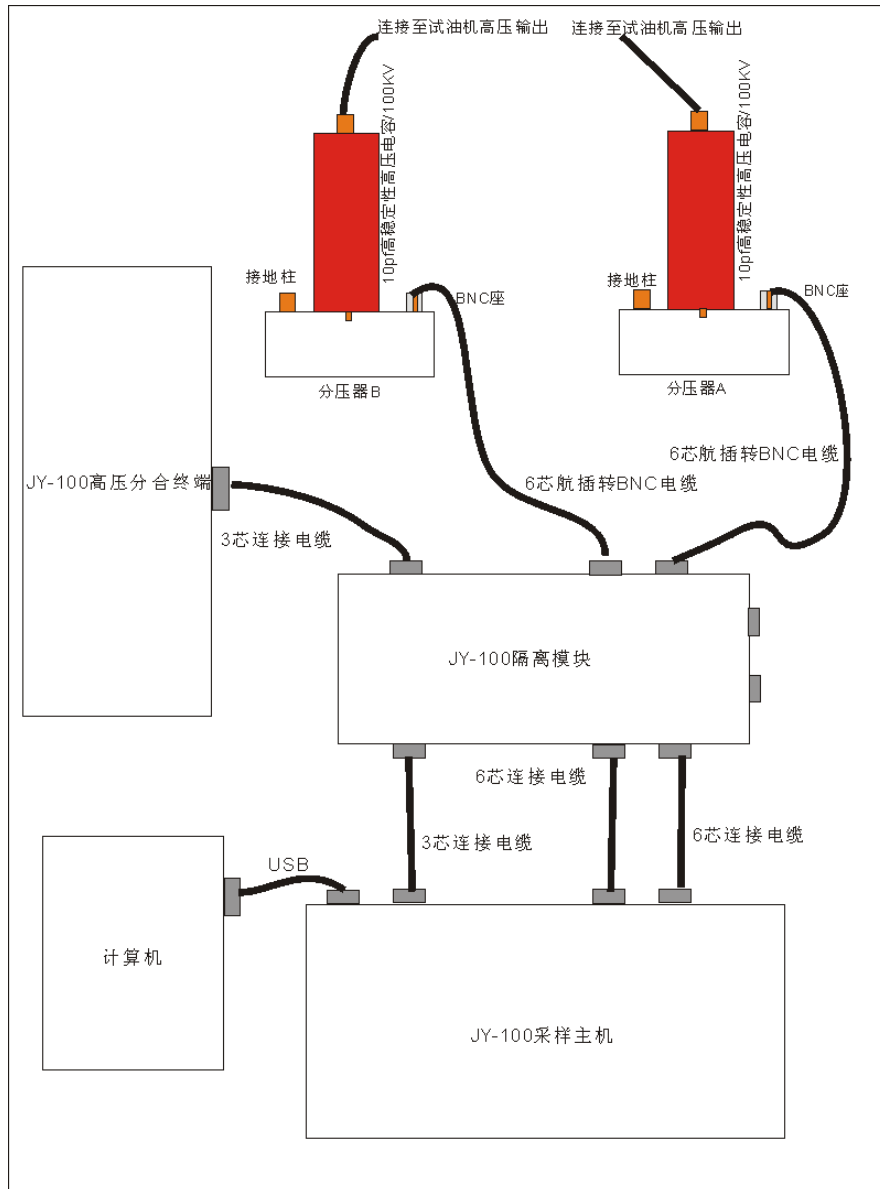 连接至试油机高压输出
连接至试油机高压输出
10pf高稳定性高压电容/100KV
10pf高稳定性高压电容/100KV
接地柱
BNC座
接地柱
BNC座
分压器B
分压器A
6芯航插转BNC电缆
6芯航插转BNC电缆
JY-100高压分合终端
3芯连接电缆
JY-100隔离模块
6芯连接电缆
3芯连接电缆
6芯连接电缆
USB
计算机
JY-100采样主机